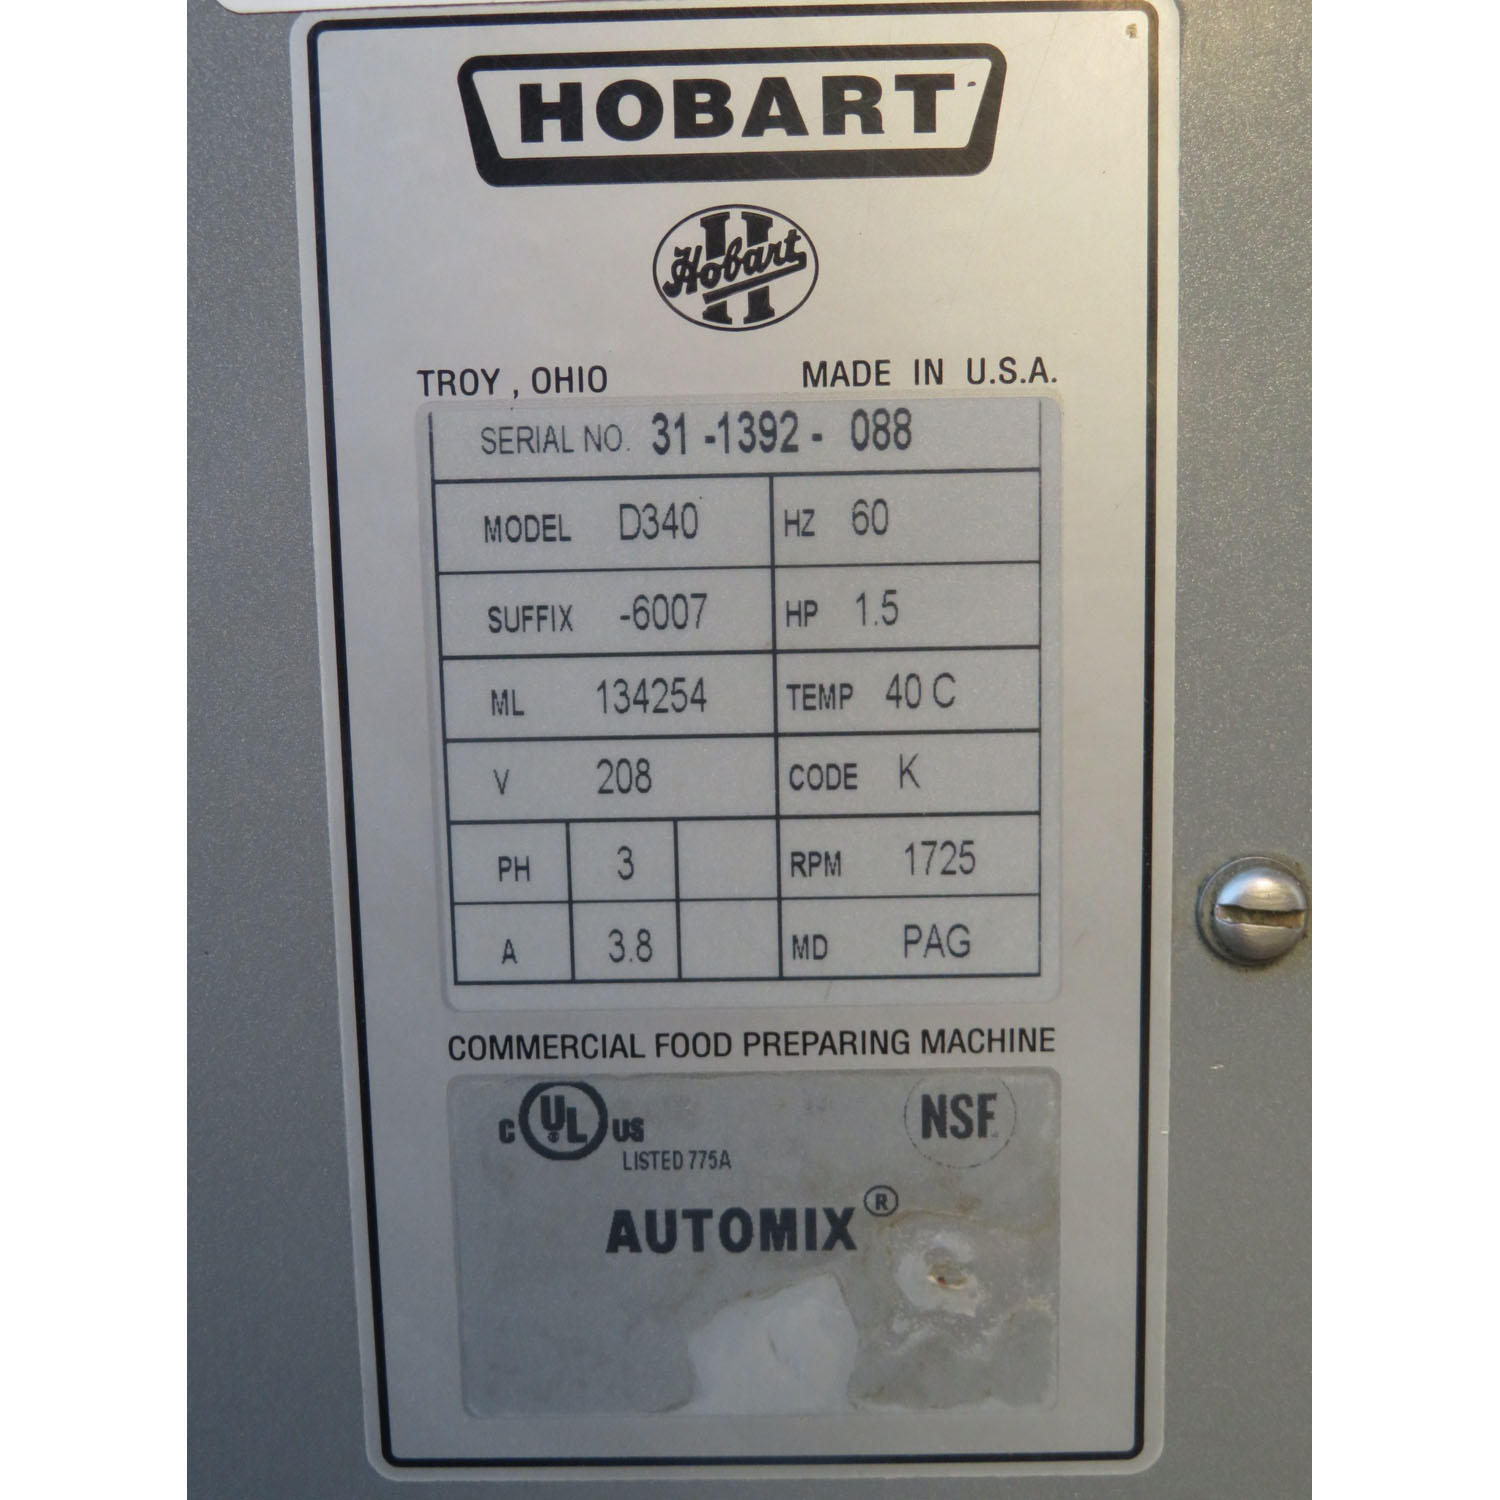 HOBART
Hobart
TROY, OHIO MADE IN U.S.A.
SERIAL NO. 31-1392-088
MODEL D340 HZ 60
SUFFIX -6007 HP 1.5
ML 134254 TEMP 40 C
V 208 CODE K
PH 3 RPM 1725
A 3.8 MD PAG
COMMERCIAL FOOD PREPARING MACHINE
C UL® US NSF
LISTED 775A
AUTOMIX®